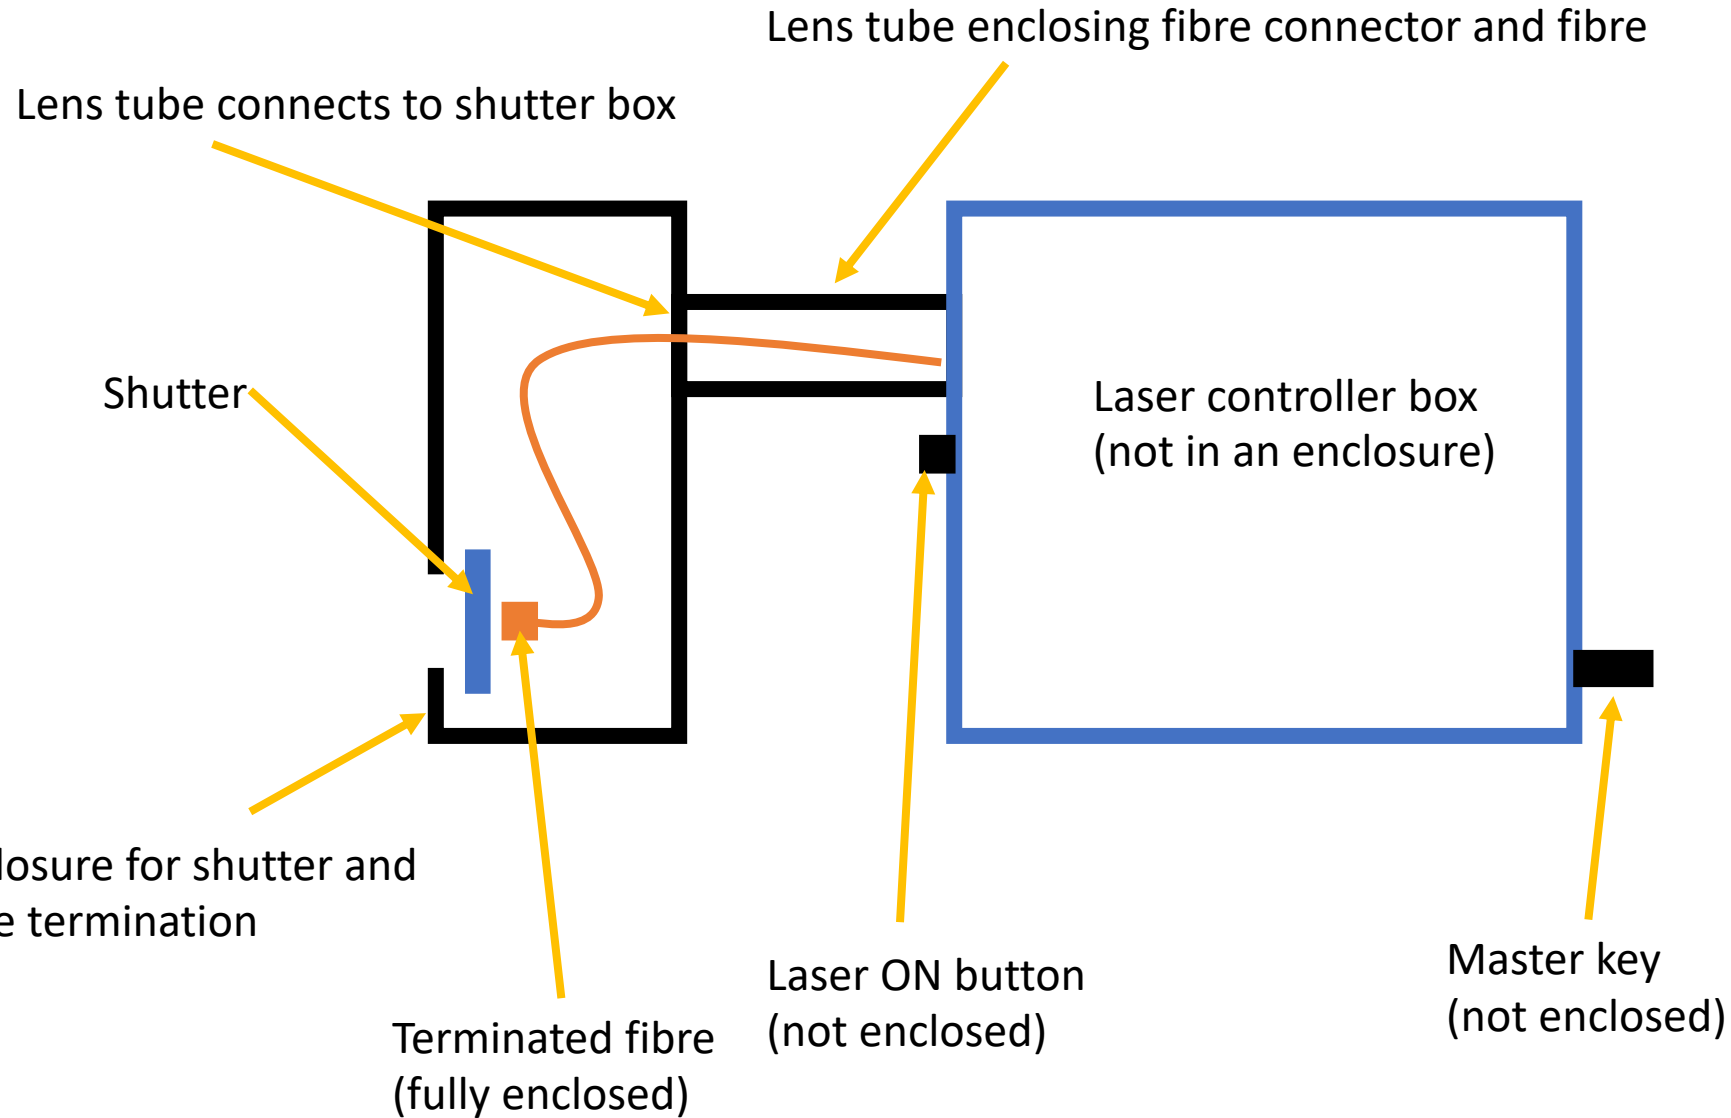 Lens tube enclosing fibre connector and fibre
Lens tube connects to shutter box
Shutter
Laser controller box
(not in an enclosure)
for shutter and
termination
Laser ON button
(not enclosed)
Master key
(not enclosed)
Terminated fibre
(fully enclosed)